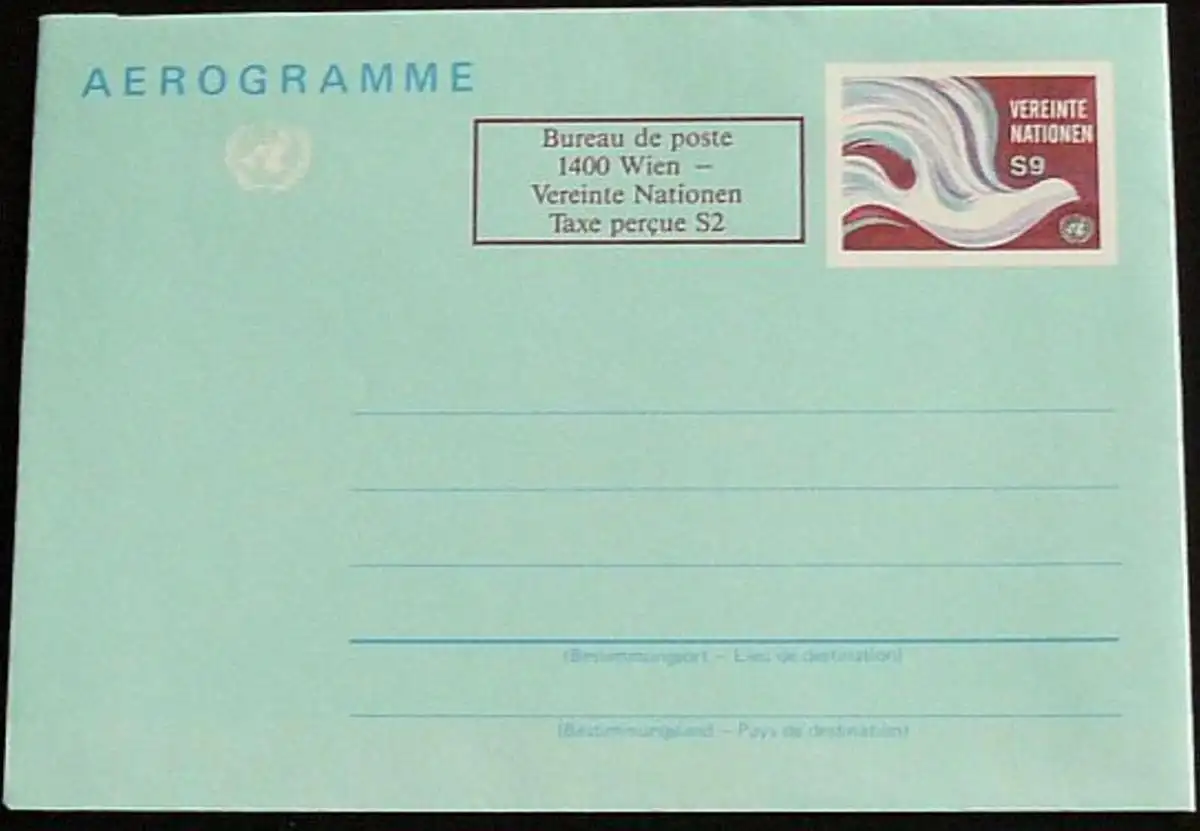 AEROGRAMME
Bureau de poste
1400 Wien –
Vereinte Nationen
Taxe perçue S2
VEREINTE
NATIONEN
S9
(Bestimmungsort – Lieu de destination)
(Bestimmungsland – Pays de destination)